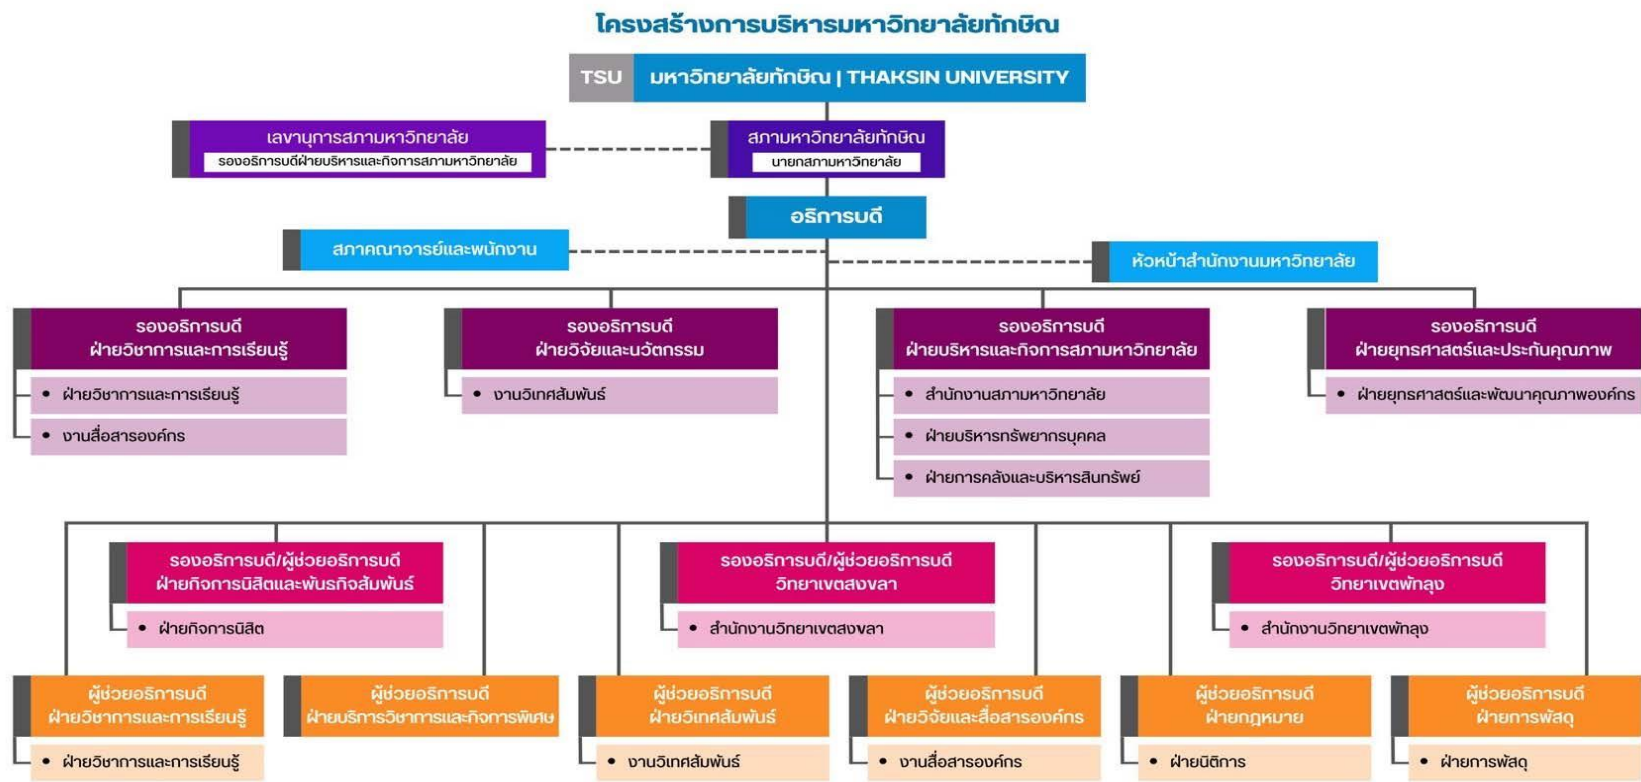 โครงสร้างการบริหารมหาวิทยาลัยทักษิณ
TSU มหาวิทยาลัยทักษิณ | THAKSIN UNIVERSITY
เลขานุการสภามหาวิทยาลัย
รองอธิการบดีฝ่ายบริหารและกิจการสภามหาวิทยาลัย
สภามหาวิทยาลัยทักษิณ
นายกสภามหาวิทยาลัย
อธิการบดี
สภาคณาจารย์และพนักงาน
หัวหน้าสำนักงานมหาวิทยาลัย
รองอธิการบดี
ฝ่ายวิชาการและการเรียนรู้
• ฝ่ายวิชาการและการเรียนรู้
• งานสื่อสารองค์กร
รองอธิการบดี
ฝ่ายวิจัยและนวัตกรรม
• งานวิเทศสัมพันธ์
รองอธิการบดี
ฝ่ายบริหารและกิจการสภามหาวิทยาลัย
• สำนักงานสภามหาวิทยาลัย
• ฝ่ายบริหารทรัพยากรบุคคล
• ฝ่ายการคลังและบริหารสินทรัพย์
รองอธิการบดี
ฝ่ายยุทธศาสตร์และประกันคุณภาพ
• ฝ่ายยุทธศาสตร์และพัฒนาคุณภาพองค์กร
รองอธิการบดี/ผู้ช่วยอธิการบดี
ฝ่ายกิจการนิสิตและพันธกิจสัมพันธ์
• ฝ่ายกิจการนิสิต
รองอธิการบดี/ผู้ช่วยอธิการบดี
วิทยาเขตสงขลา
• สำนักงานวิทยาเขตสงขลา
รองอธิการบดี/ผู้ช่วยอธิการบดี
วิทยาเขตพัทลุง
• สำนักงานวิทยาเขตพัทลุง
ผู้ช่วยอธิการบดี
ฝ่ายวิชาการและการเรียนรู้
• ฝ่ายวิชาการและการเรียนรู้
ผู้ช่วยอธิการบดี
ฝ่ายบริการวิชาการและกิจการพิเศษ
ผู้ช่วยอธิการบดี
ฝ่ายวิเทศสัมพันธ์
• งานวิเทศสัมพันธ์
ผู้ช่วยอธิการบดี
ฝ่ายวิจัยและสื่อสารองค์กร
• งานสื่อสารองค์กร
ผู้ช่วยอธิการบดี
ฝ่ายกฎหมาย
• ฝ่ายนิติการ
ผู้ช่วยอธิการบดี
ฝ่ายการพัสดุ
• ฝ่ายการพัสดุ